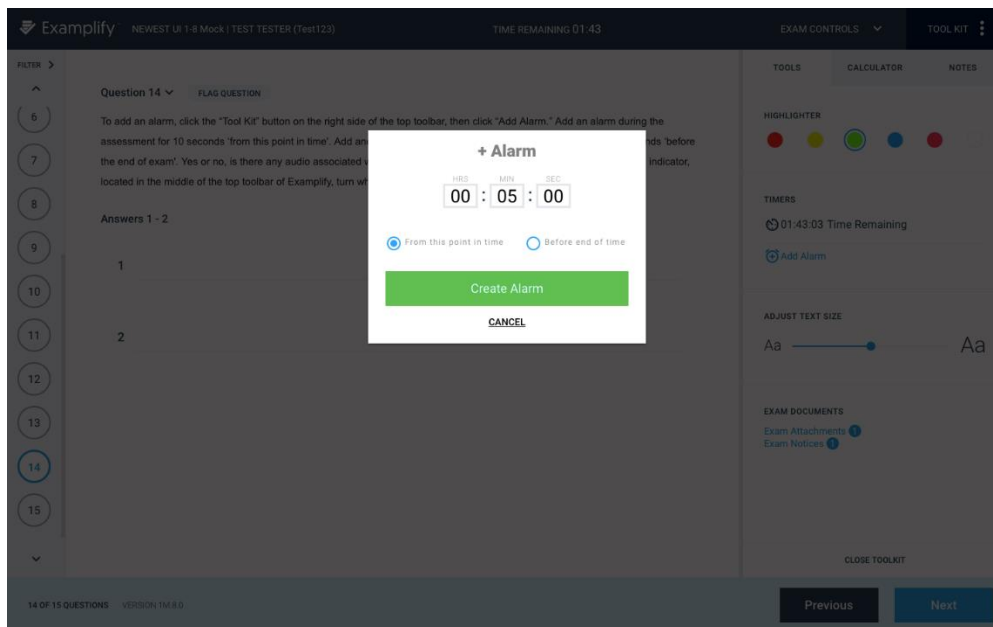 Examplify NEWEST UI 1-8 Mock | TEST TESTER (Test123) TIME REMAINING 01:43 EXAM CONTROLS TOOL KIT
FILTER
TOOLS CALCULATOR NOTES
Question 14 FLAG QUESTION
To add an alarm, click the "Tool Kit" button on the right side of the top toolbar, then click "Add Alarm." Add an alarm during the
assessment for 10 seconds 'from this point in time'. Add an
nds 'before
the end of exam'. Yes or no, is there any audio associated
indicator,
located in the middle of the top toolbar of Examplify, turn
Answers 1 - 2
1
2
+ Alarm
HRS MIN SEC
00 : 05 : 00
From this point in time Before end of time
Create Alarm
CANCEL
6
7
8
9
10
11
12
13
14
15
HIGHLIGHTER
TIMERS
01:43:03 Time Remaining
Add Alarm
ADJUST TEXT SIZE
Aa Aa
EXAM DOCUMENTS
Exam Attachments 1
Exam Notices 1
CLOSE TOOLKIT
14 OF 15 QUESTIONS Previous Next